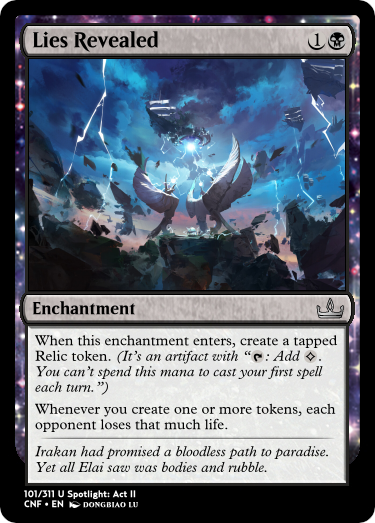 Lies Revealed 1
Enchantment
When this enchantment enters, create a tapped
Relic token. (It's an artifact with “: Add .
You can't spend this mana to cast your first spell
each turn.”)
Whenever you create one or more tokens, each
opponent loses that much life.
Irakan had promised a bloodless path to paradise.
Yet all Elai saw was bodies and rubble.
101/311 U Spotlight: Act II
CNF • EN DONGBIAO LU